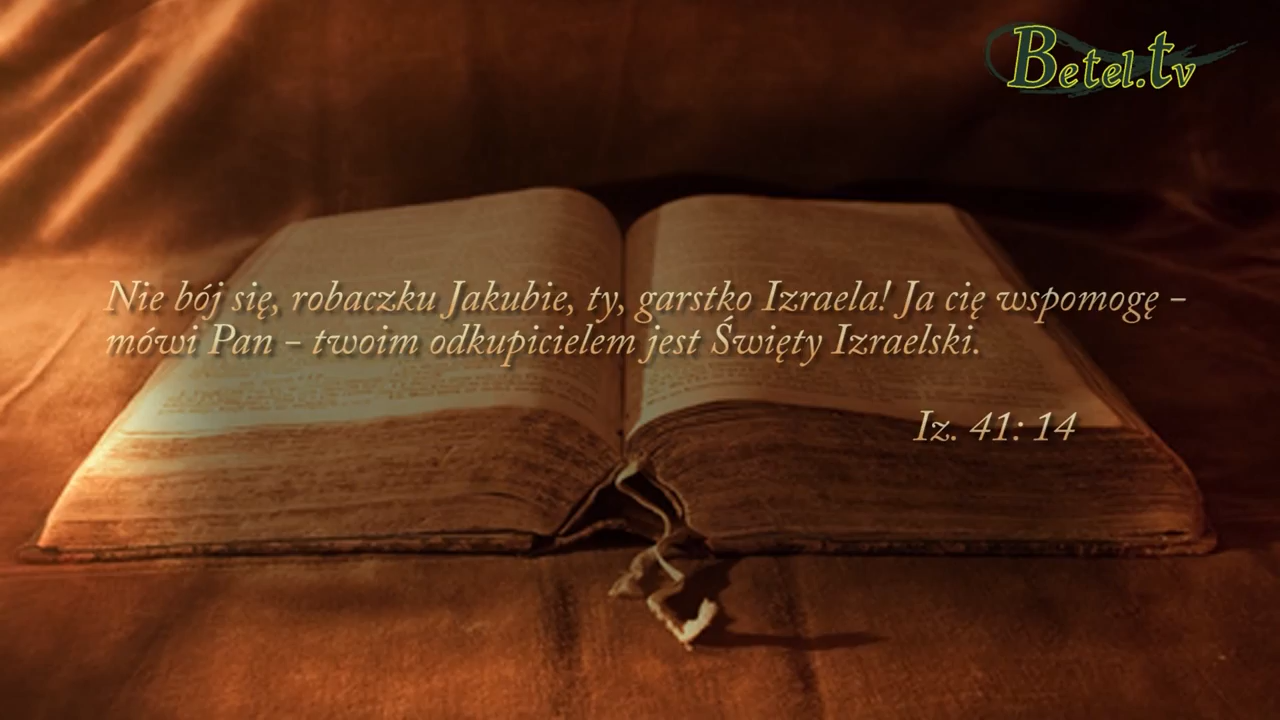 Betel.tv
Nie bój się, robaczku Jakubie, ty, garstko Izraela! Ja cię wspomogę -
mówi Pan - twoim odkupicielem jest Święty Izraelski.
Iz. 41: 14